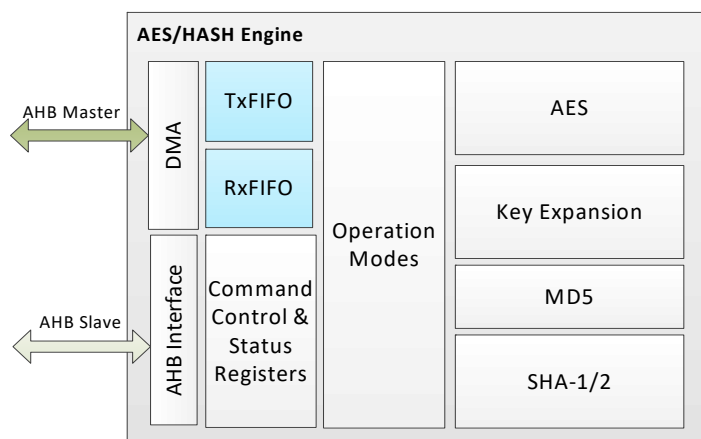 AES/HASH Engine
AHB Master
DMA
TxFIFO
RxFIFO
AHB Slave
AHB Interface
Command
Control &
Status
Registers
Operation
Modes
AES
Key Expansion
MD5
SHA-1/2